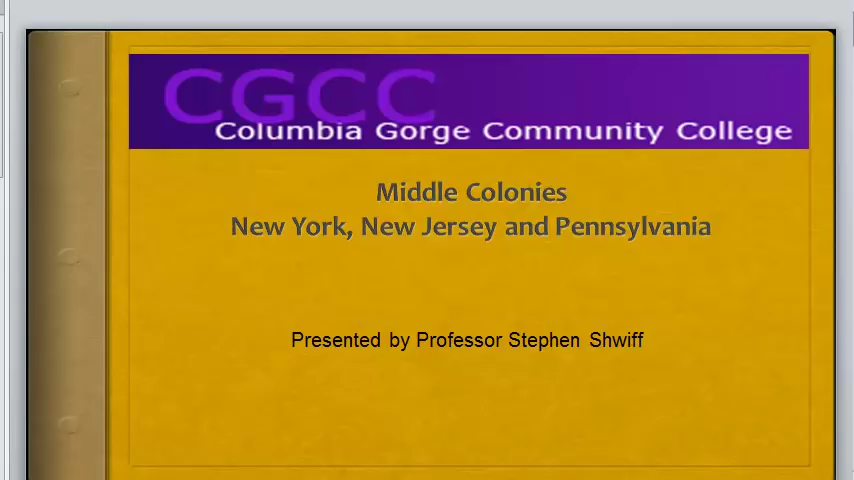 CGCC
Columbia Gorge Community College
Middle Colonies
New York, New Jersey and Pennsylvania
Presented by Professor Stephen Shwiff